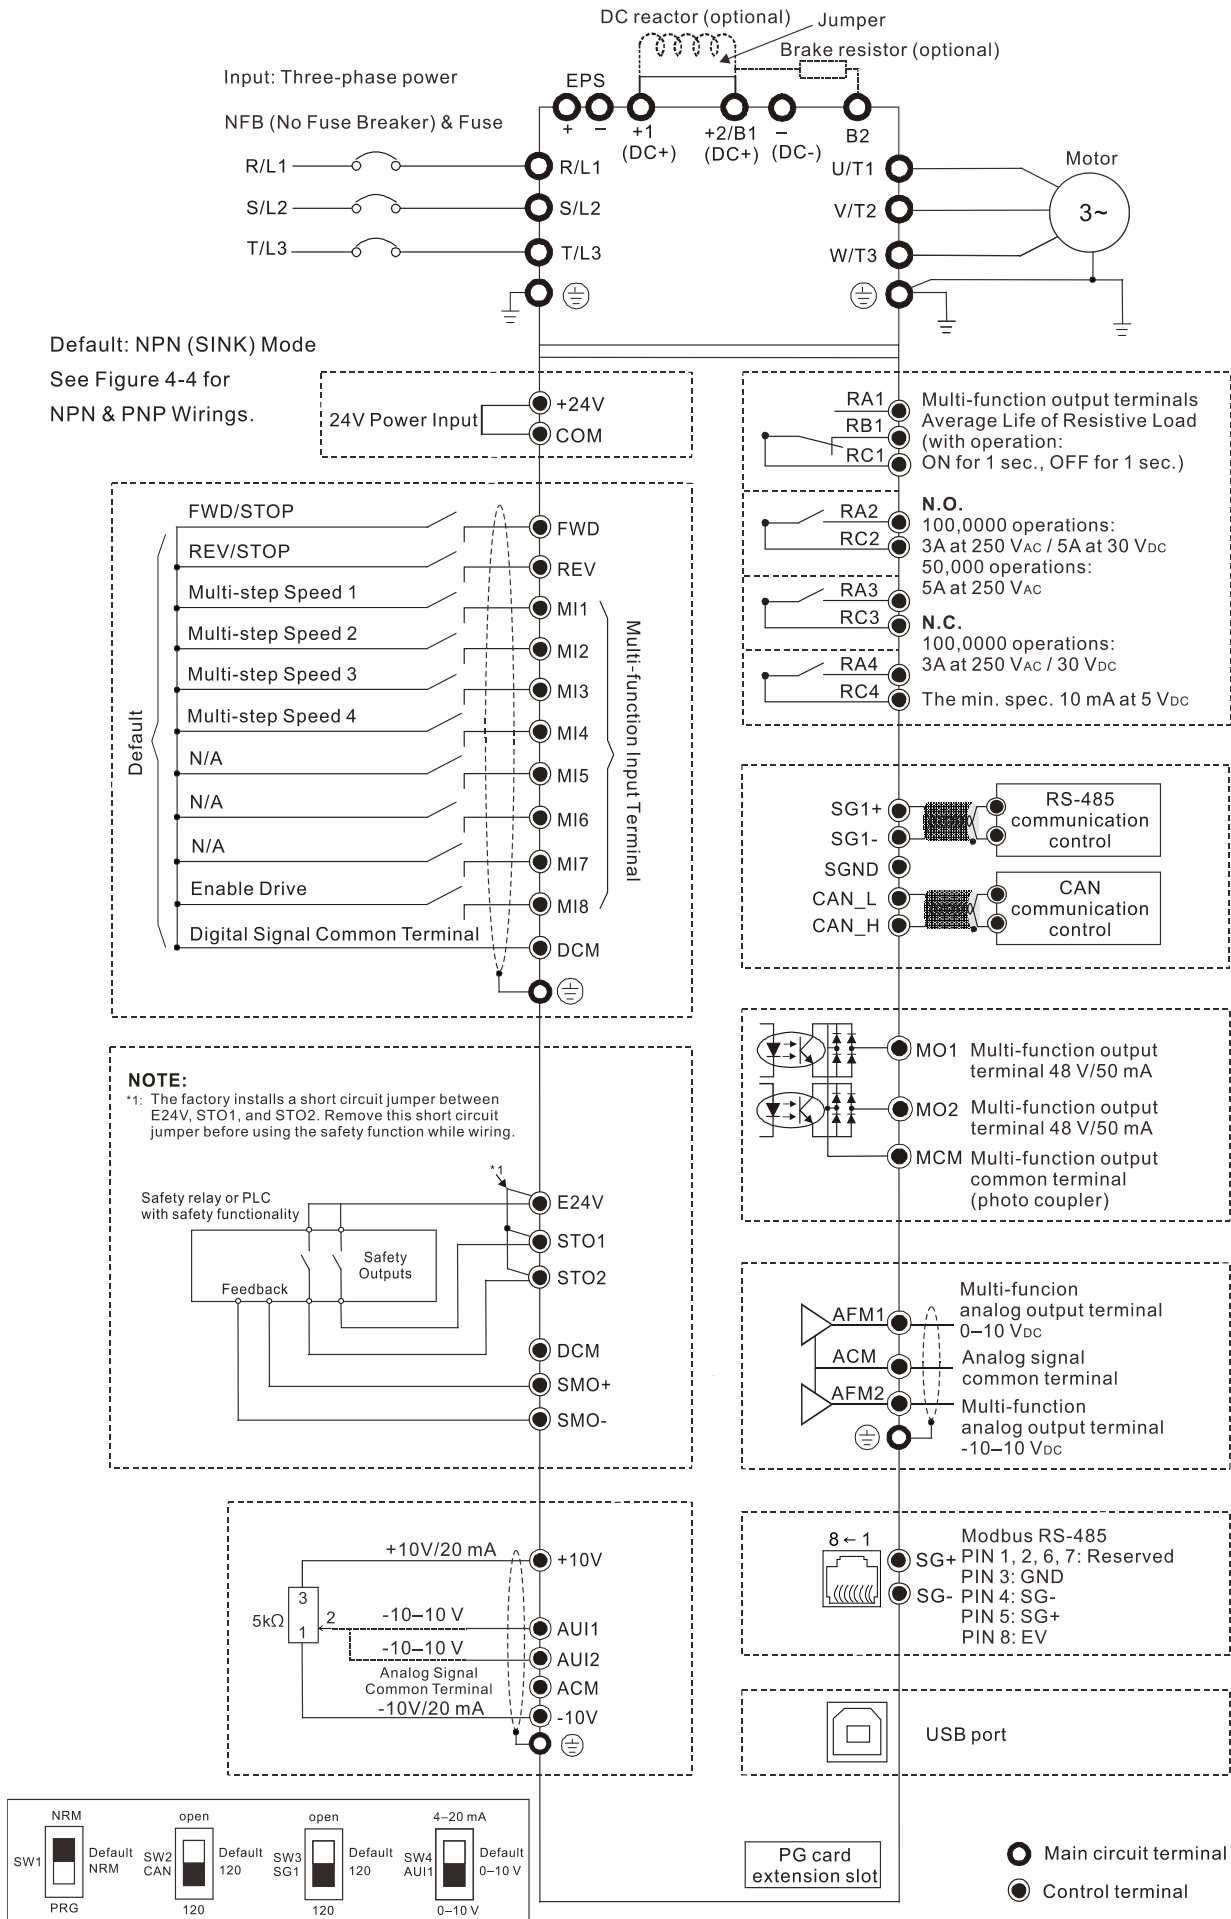 DC reactor (optional)
Jumper
Brake resistor (optional)
Input: Three-phase power
EPS
NFB (No Fuse Breaker) & Fuse
+
–
+1
(DC+)
+2/B1
(DC+)
–
(DC-)
B2
R/L1
R/L1
S/L2
S/L2
T/L3
T/L3
U/T1
V/T2
W/T3
Motor
3~
Default: NPN (SINK) Mode
See Figure 4-4 for
NPN & PNP Wirings.
24V Power Input
+24V
COM
FWD/STOP
FWD
REV/STOP
REV
Multi-step Speed 1
MI1
Multi-step Speed 2
MI2
Multi-step Speed 3
MI3
Multi-step Speed 4
MI4
N/A
MI5
N/A
MI6
N/A
MI7
Enable Drive
MI8
Digital Signal Common Terminal
DCM
Default
Multi-function Input Terminal
RA1
RB1
RC1
Multi-function output terminals
Average Life of Resistive Load
(with operation:
ON for 1 sec., OFF for 1 sec.)
RA2
RC2
RA3
RC3
RA4
RC4
N.O.
100,0000 operations:
3A at 250 VAC / 5A at 30 VDC
50,000 operations:
5A at 250 VAC
N.C.
100,0000 operations:
3A at 250 VAC / 30 VDC
The min. spec. 10 mA at 5 VDC
SG1+
SG1-
SGND
CAN_L
CAN_H
RS-485
communication
control
CAN
communication
control
MO1
Multi-function output
terminal 48 V/50 mA
MO2
Multi-function output
terminal 48 V/50 mA
MCM
Multi-function output
common terminal
(photo coupler)
NOTE:
*1: The factory installs a short circuit jumper between
E24V, STO1, and STO2. Remove this short circuit
jumper before using the safety function while wiring.
*1
Safety relay or PLC
with safety functionality
Safety
Outputs
Feedback
E24V
STO1
STO2
DCM
SMO+
SMO-
AFM1
Multi-funcion
analog output terminal
0–10 VDC
ACM
Analog signal
common terminal
AFM2
Multi-function
analog output terminal
-10–10 VDC
+10V/20 mA
+10V
3
5kΩ
1
2
-10–10 V
AUI1
-10–10 V
AUI2
Analog Signal
Common Terminal
ACM
-10V/20 mA
-10V
8 ← 1
SG+
SG-
Modbus RS-485
PIN 1, 2, 6, 7: Reserved
PIN 3: GND
PIN 4: SG-
PIN 5: SG+
PIN 8: EV
USB port
NRM
SW1
Default
NRM
PRG
open
SW2
CAN
Default
120
120
open
SW3
SG1
Default
120
120
4–20 mA
SW4
AUI1
Default
0–10 V
0–10 V
PG card
extension slot
Main circuit terminal
Control terminal